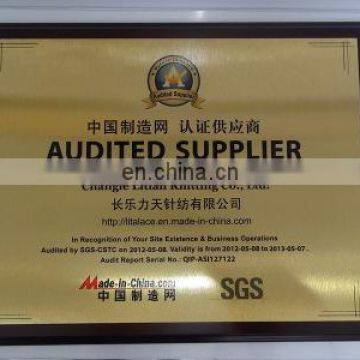 Audited Supplier
中国制造网 认证供应商
AUDITED SUPPLIER
en.china.cn
Changle Litian Knitting Co., Ltd.
长乐力天针纺有限公司
http://litalace.en.made-in-china.com
In Recognition of Your Site Existence & Business Operations
Audited by SGS-CSTC on 2012-05-08. Validity is from 2012-05-08 to 2013-05-07.
Audit Report Serial No.: QIP-ASI127122
Made-in-China.com
中国制造网
SGS